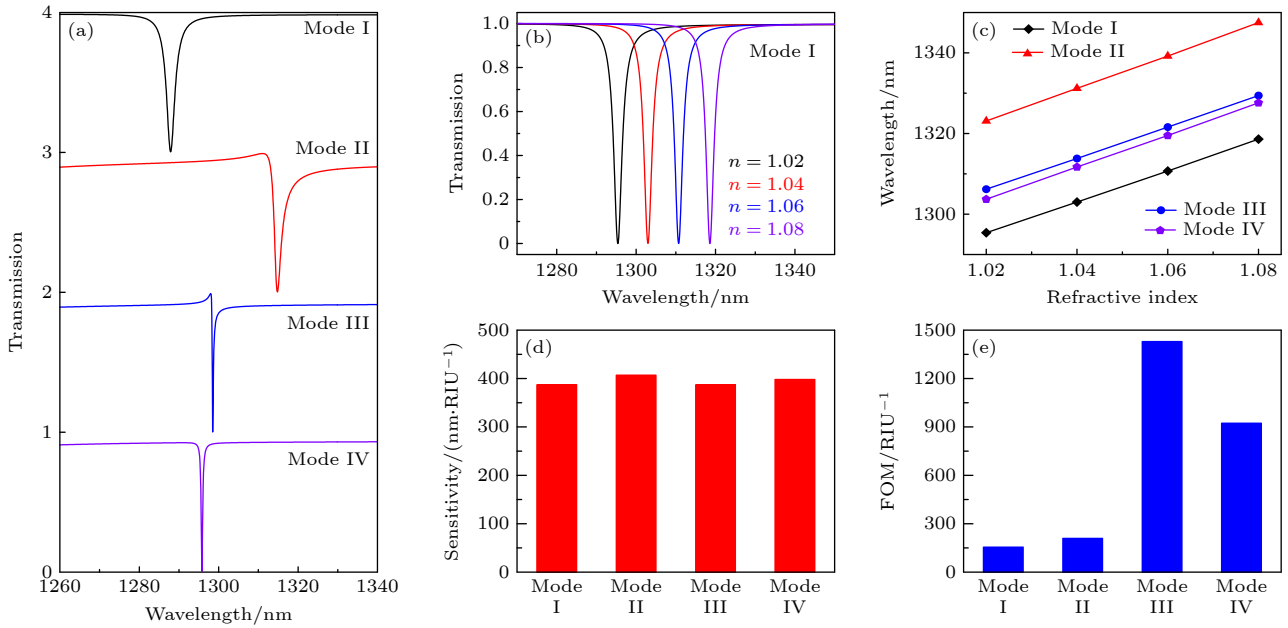 (a)
Mode I
Mode II
Mode III
Mode IV
4
3
2
1
0
1260 1280 1300 1320 1340
Transmission
Wavelength/nm
(b)
Mode I
n = 1.02
n = 1.04
n = 1.06
n = 1.08
1.0
0.8
0.6
0.4
0.2
0
1280 1300 1320 1340
Transmission
Wavelength/nm
(c)
Mode I
Mode II
Mode III
Mode IV
1340
1320
1300
1.02 1.04 1.06 1.08
Wavelength/nm
Refractive index
(d)
500
400
300
200
100
0
Sensitivity/(nm·RIU⁻¹)
Mode Mode Mode Mode
I II III IV
(e)
1500
1200
900
600
300
0
FOM/RIU⁻¹
Mode Mode Mode Mode
I II III IV